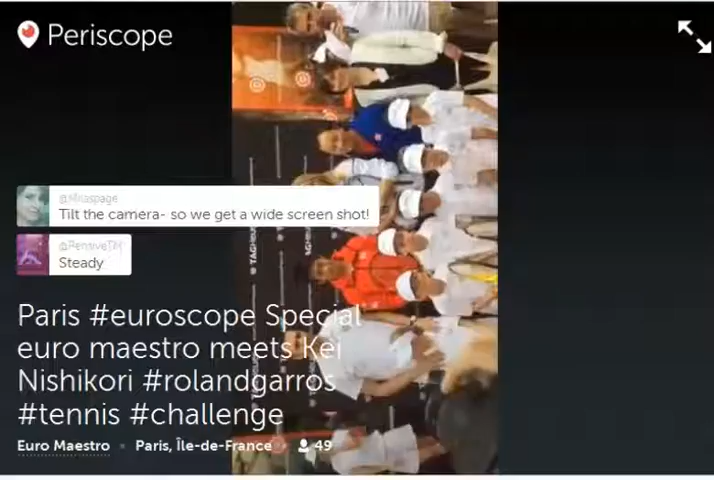 Periscope
@Mitaspage
Tilt the camera- so we get a wide screen shot!
Steady
Paris #euroscope Special
euro maestro meets Kei
Nishikori #rolandgarros
#tennis #challenge
Euro Maestro Paris, Île-de-France 49